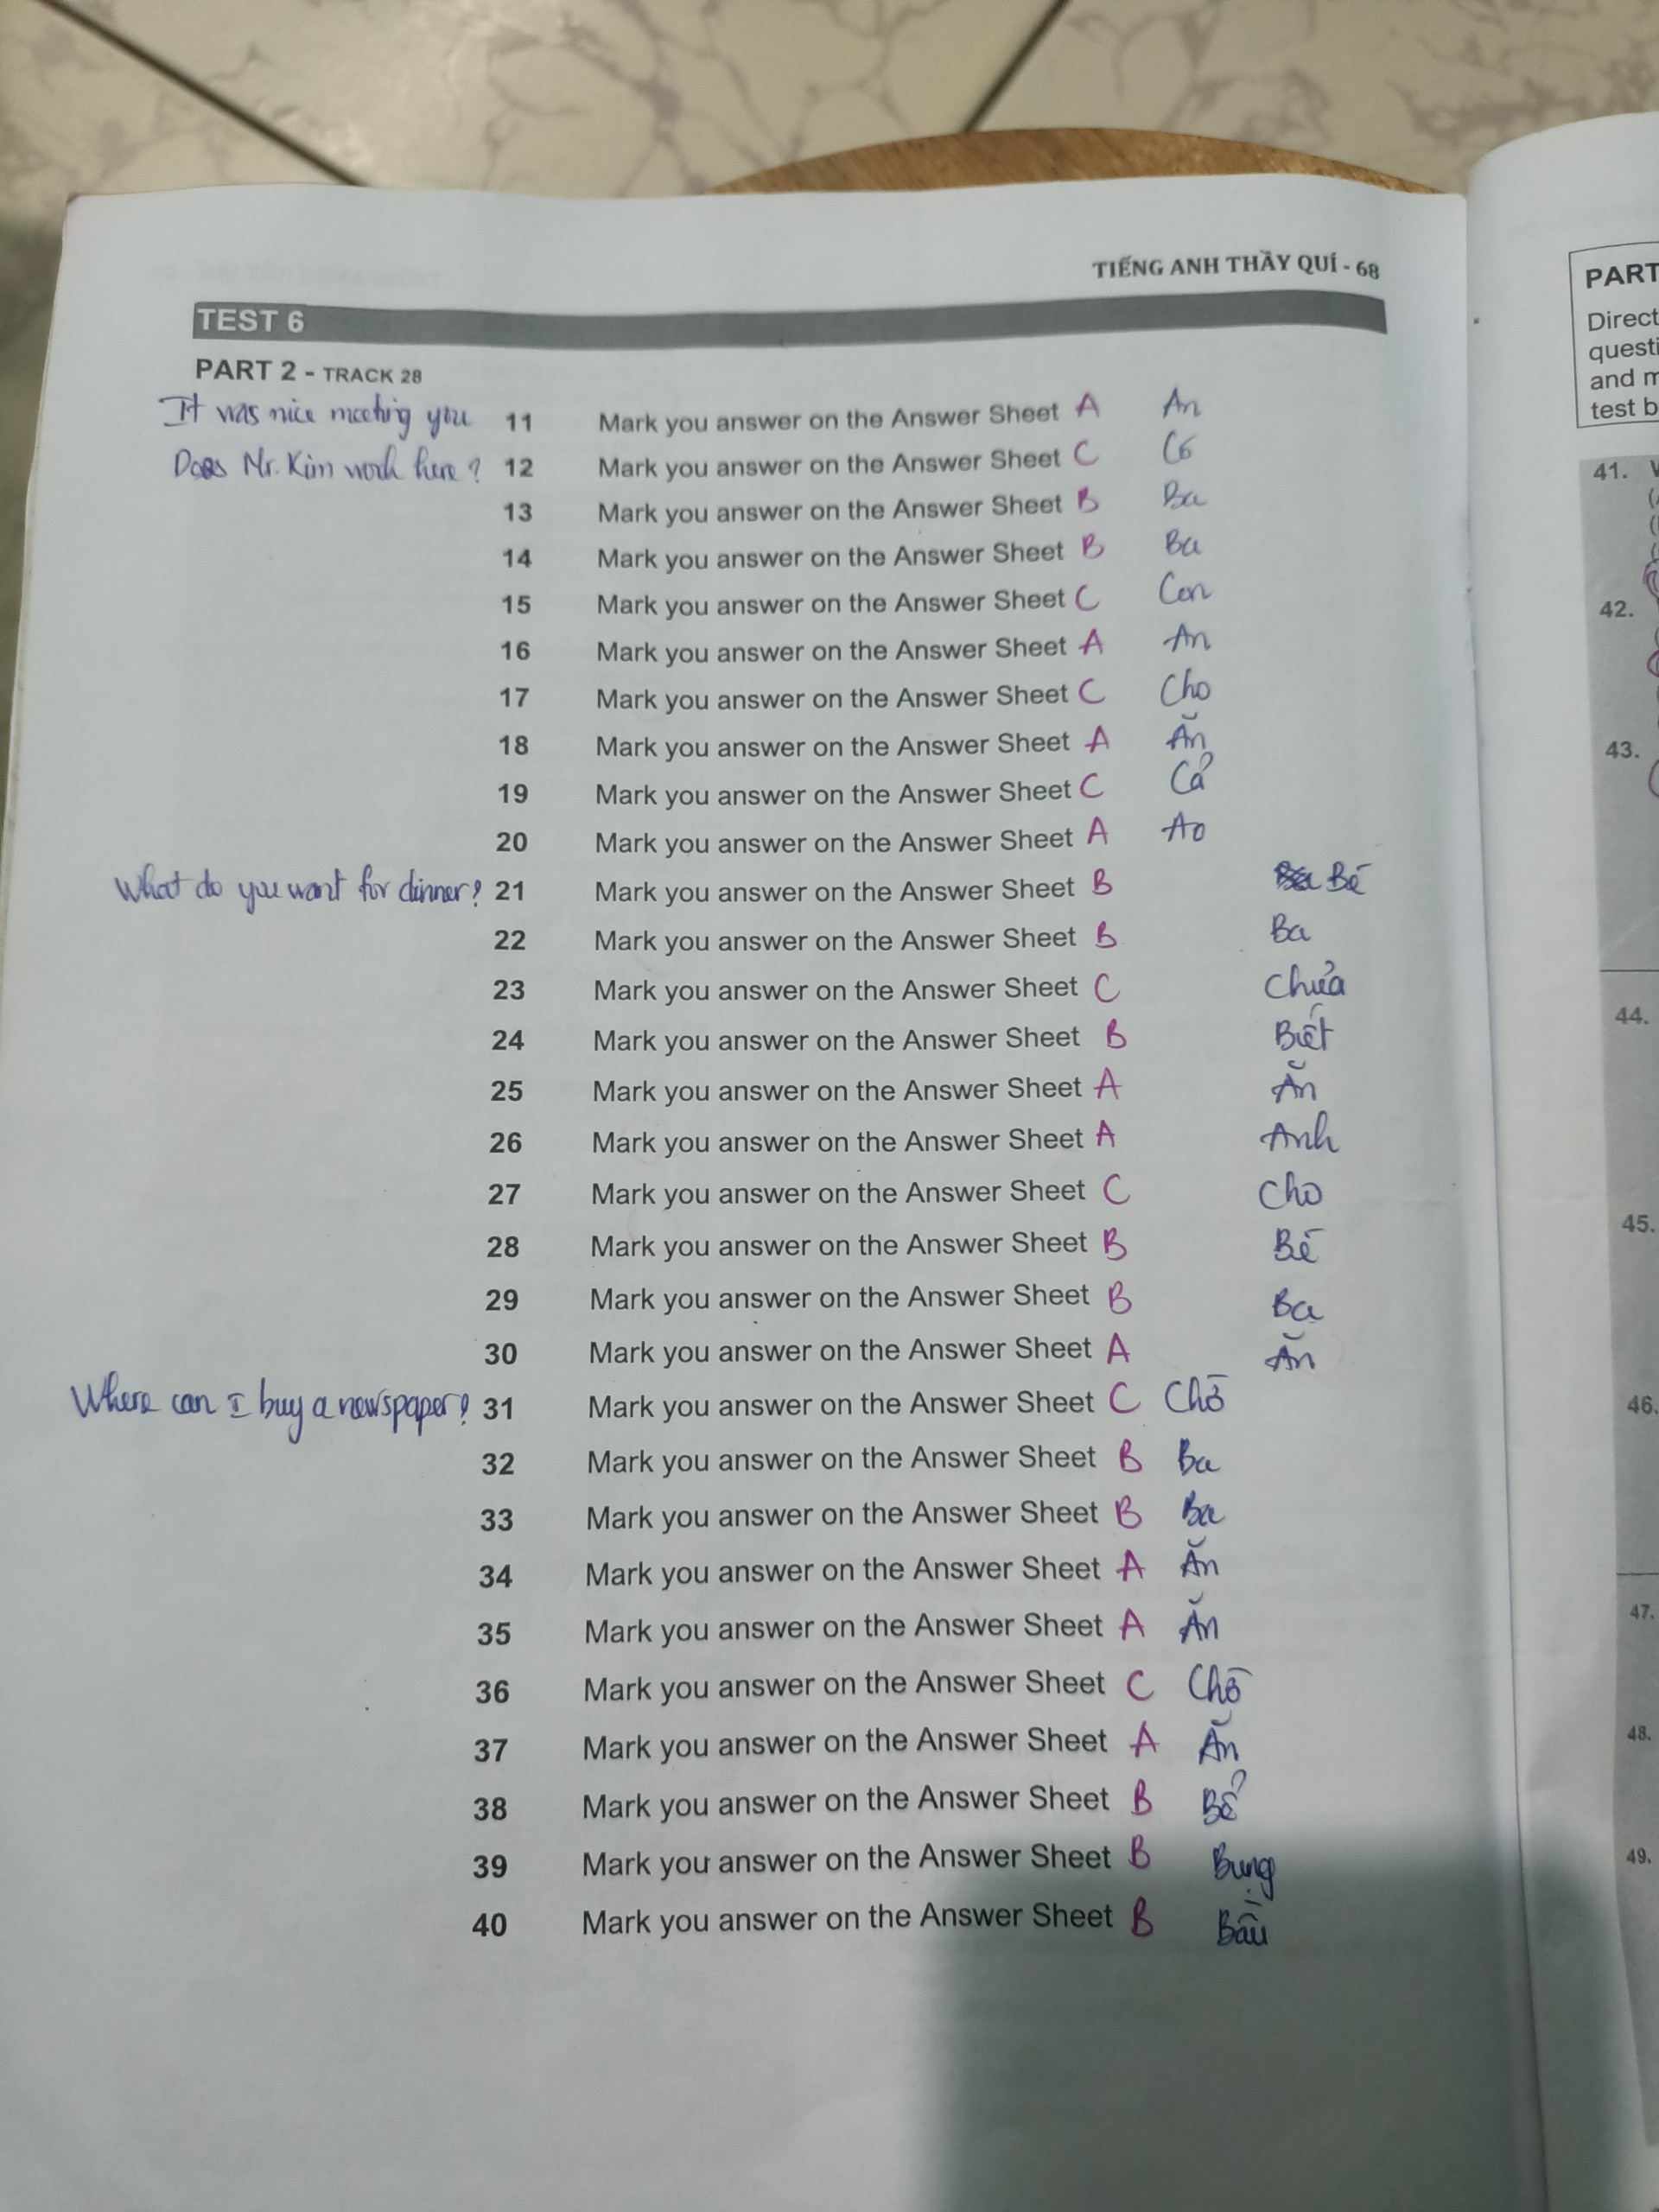 TIẾNG ANH THẦY QUÍ - 68
TEST 6
PART 2 - TRACK 28
It was nice meeting you 11 Mark you answer on the Answer Sheet A An
Does Mr. Kim work here? 12 Mark you answer on the Answer Sheet C Có
13 Mark you answer on the Answer Sheet B Ba
14 Mark you answer on the Answer Sheet B Ba
15 Mark you answer on the Answer Sheet C Con
16 Mark you answer on the Answer Sheet A An
17 Mark you answer on the Answer Sheet C Cho
18 Mark you answer on the Answer Sheet A Ăn
19 Mark you answer on the Answer Sheet C Cả
20 Mark you answer on the Answer Sheet A Ao
What do you want for dinner? 21 Mark you answer on the Answer Sheet B Bé
22 Mark you answer on the Answer Sheet B Ba
23 Mark you answer on the Answer Sheet C Chửa
24 Mark you answer on the Answer Sheet B Biết
25 Mark you answer on the Answer Sheet A Ăn
26 Mark you answer on the Answer Sheet A Anh
27 Mark you answer on the Answer Sheet C Cho
28 Mark you answer on the Answer Sheet B Bé
29 Mark you answer on the Answer Sheet B Ba
30 Mark you answer on the Answer Sheet A Ăn
Where can I buy a newspaper? 31 Mark you answer on the Answer Sheet C Chờ
32 Mark you answer on the Answer Sheet B Ba
33 Mark you answer on the Answer Sheet B Ba
34 Mark you answer on the Answer Sheet A Ăn
35 Mark you answer on the Answer Sheet A Ăn
36 Mark you answer on the Answer Sheet C Chờ
37 Mark you answer on the Answer Sheet A Ăn
38 Mark you answer on the Answer Sheet B Bể
39 Mark you answer on the Answer Sheet B Bụng
40 Mark you answer on the Answer Sheet B Bầu
PART
Direct
questi
and m
test b
41.
42.
43.
44.
45.
46.
47.
48.
49.